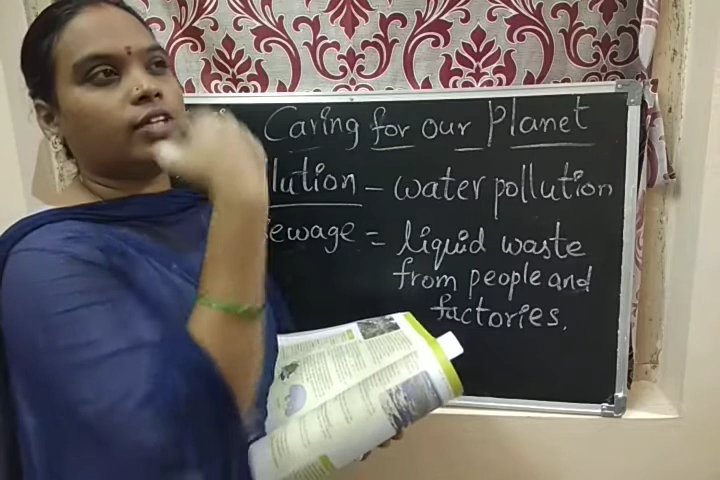 Caring for our Planet
lution - water pollution
ewage = liquid waste
from people and
factories.